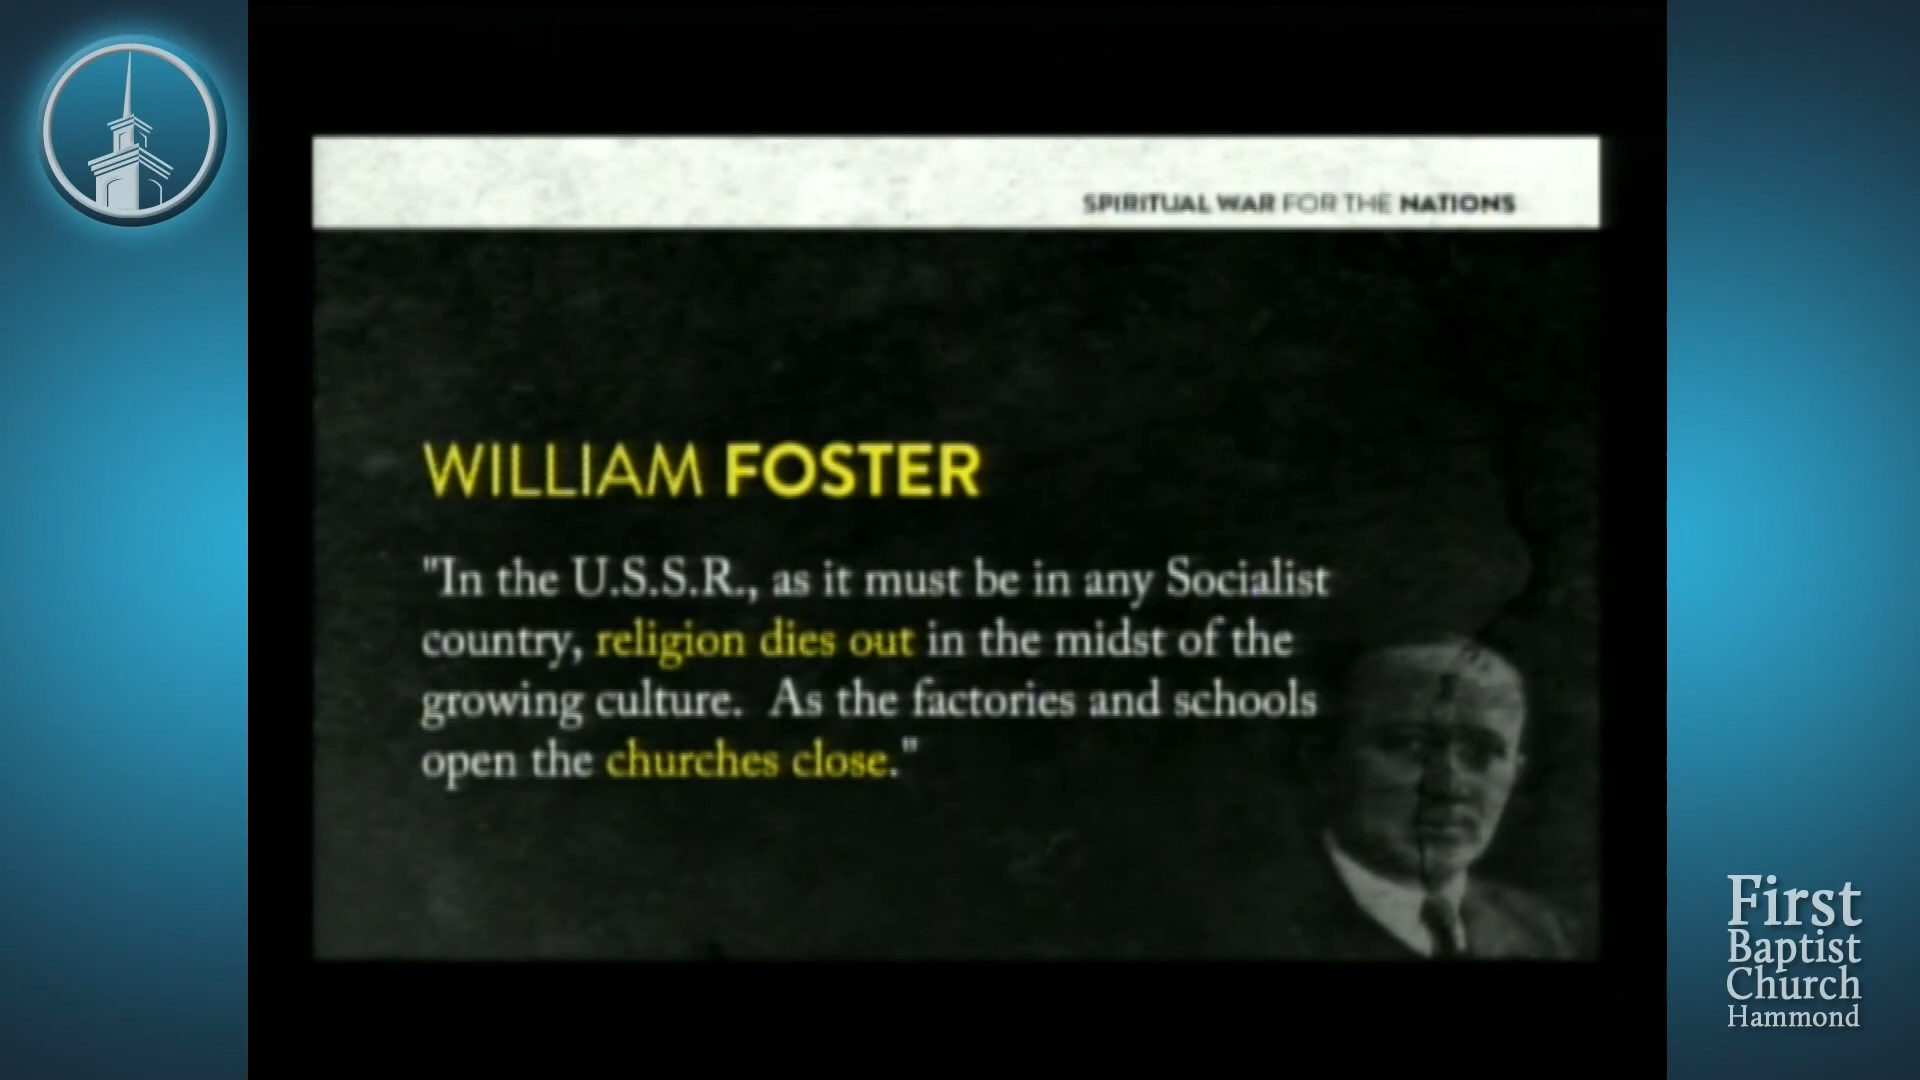 SPIRITUAL WAR FOR THE NATIONS
WILLIAM FOSTER
"In the U.S.S.R., as it must be in any Socialist
country, religion dies out in the midst of the
growing culture.  As the factories and schools
open the churches close."
First
Baptist
Church
Hammond